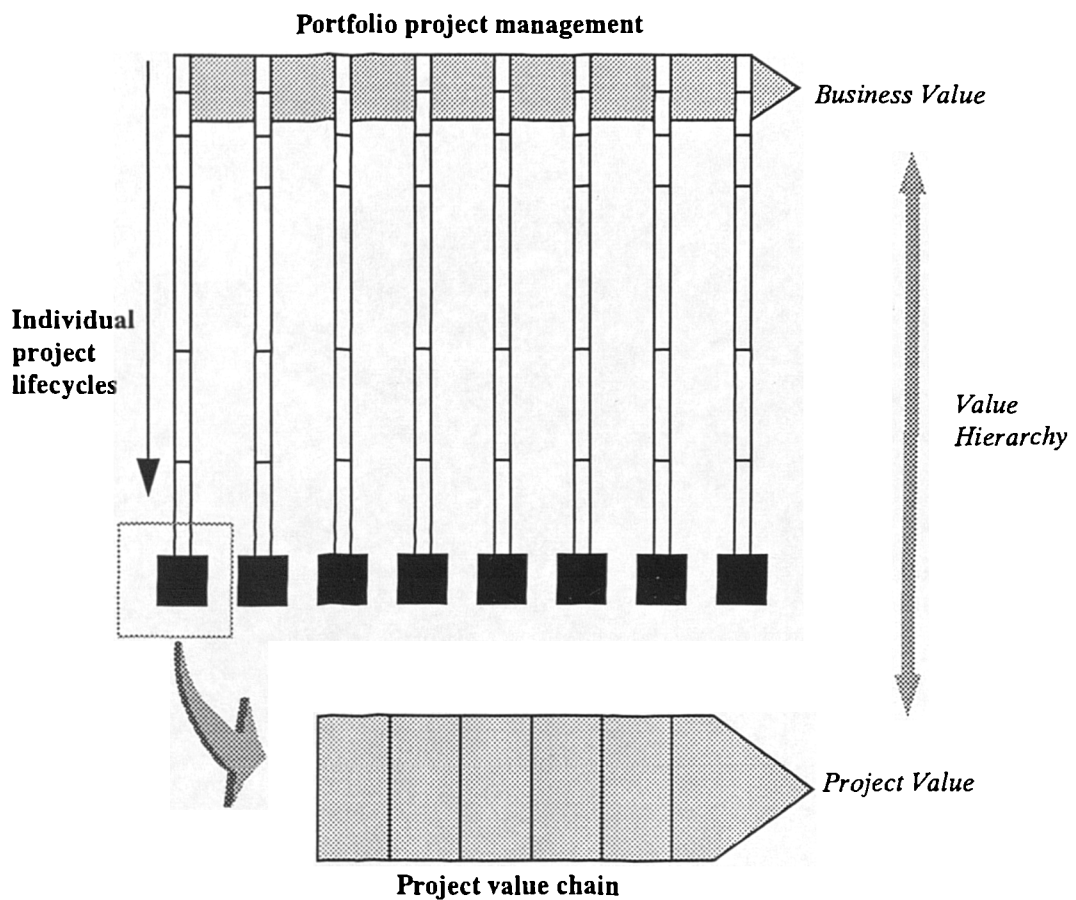 Portfolio project management
Business Value
Individual
project
lifecycles
Value
Hierarchy
Project Value
Project value chain